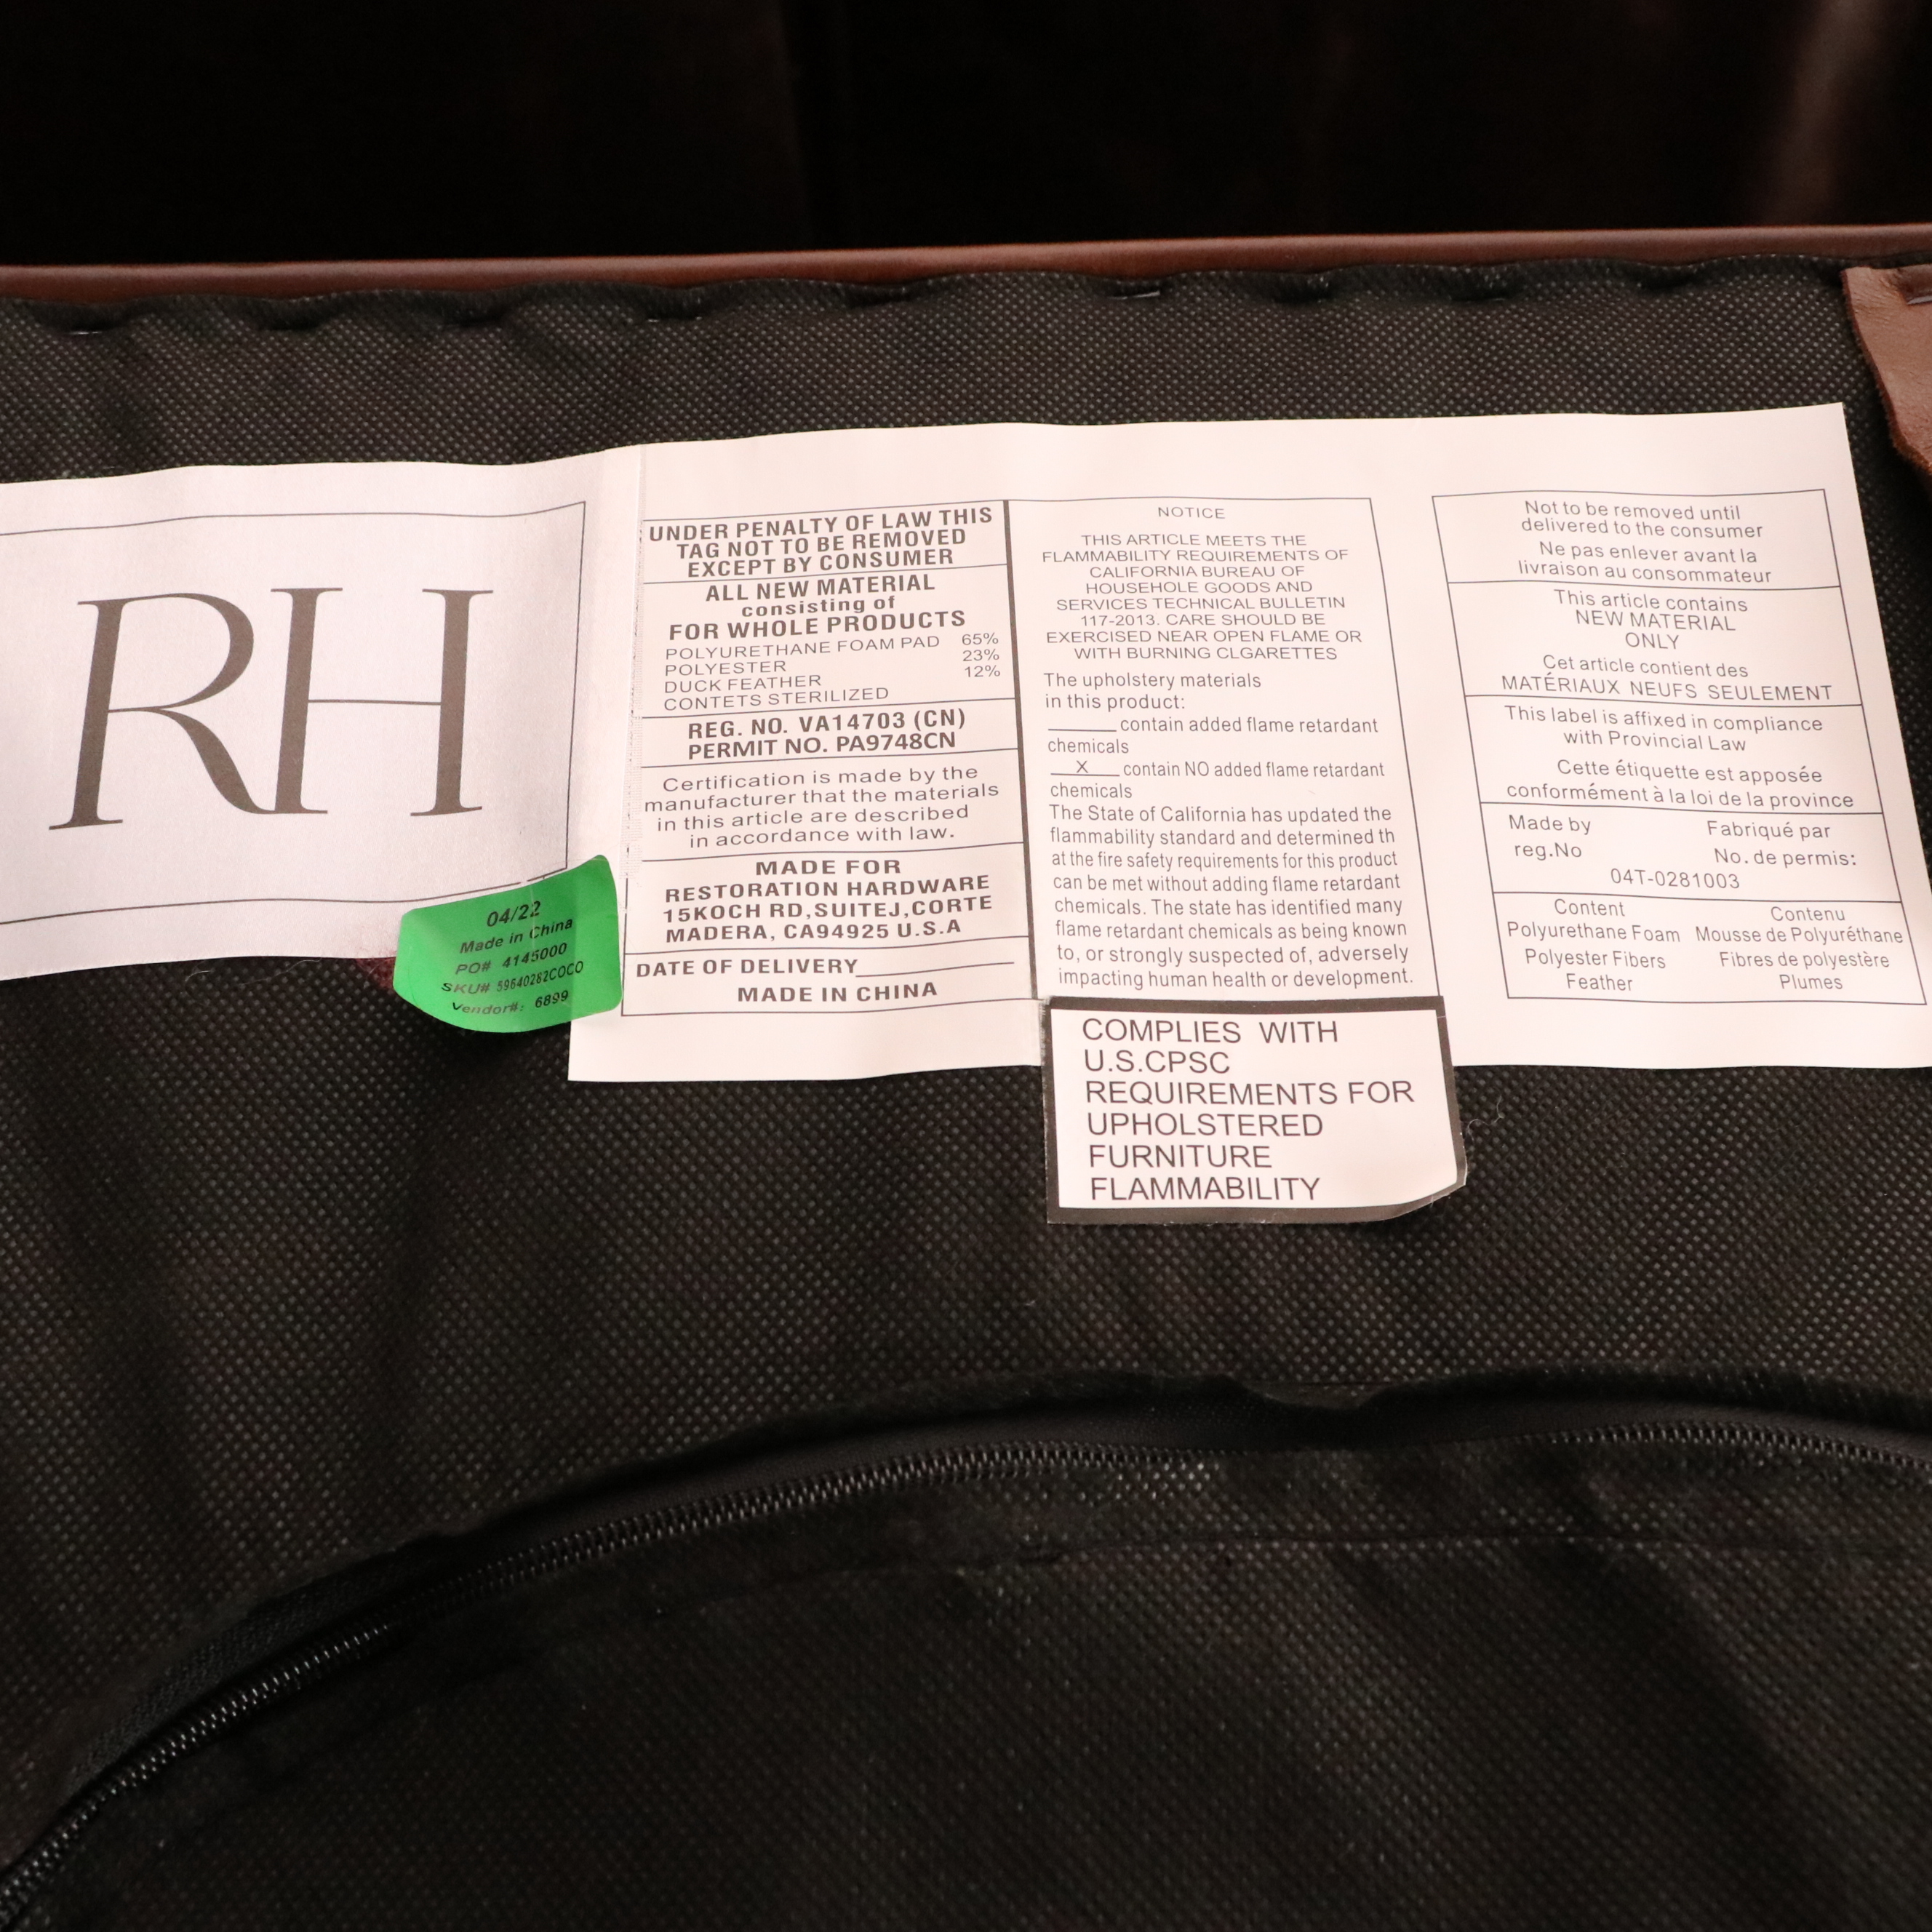 RH
04/22
Made in China
PO# 4145000
SKU# 59640282COCO
Vendor#: 6899
UNDER PENALTY OF LAW THIS
TAG NOT TO BE REMOVED
EXCEPT BY CONSUMER
ALL NEW MATERIAL
consisting of
FOR WHOLE PRODUCTS
POLYURETHANE FOAM PAD 65%
POLYESTER 23%
DUCK FEATHER 12%
CONTETS STERILIZED
REG. NO. VA14703 (CN)
PERMIT NO. PA9748CN
Certification is made by the
manufacturer that the materials
in this article are described
in accordance with law.
MADE FOR
RESTORATION HARDWARE
15KOCH RD,SUITEJ,CORTE
MADERA, CA94925 U.S.A
DATE OF DELIVERY
MADE IN CHINA
NOTICE
THIS ARTICLE MEETS THE
FLAMMABILITY REQUIREMENTS OF
CALIFORNIA BUREAU OF
HOUSEHOLD GOODS AND
SERVICES TECHNICAL BULLETIN
117-2013. CARE SHOULD BE
EXERCISED NEAR OPEN FLAME OR
WITH BURNING CLGARETTES
The upholstery materials
in this product:
______ contain added flame retardant
chemicals
__X__ contain NO added flame retardant
chemicals
The State of California has updated the
flammability standard and determined th
at the fire safety requirements for this product
can be met without adding flame retardant
chemicals. The state has identified many
flame retardant chemicals as being known
to, or strongly suspected of, adversely
impacting human health or development.
COMPLIES WITH
U.S.CPSC
REQUIREMENTS FOR
UPHOLSTERED
FURNITURE
FLAMMABILITY
Not to be removed until
delivered to the consumer
Ne pas enlever avant la
livraison au consommateur
This article contains
NEW MATERIAL
ONLY
Cet article contient des
MATÉRIAUX NEUFS SEULEMENT
This label is affixed in compliance
with Provincial Law
Cette étiquette est apposée
conformément à la loi de la province
Made by Fabriqué par
reg.No No. de permis:
04T-0281003
Content Contenu
Polyurethane Foam Mousse de Polyuréthane
Polyester Fibers Fibres de polyestère
Feather Plumes